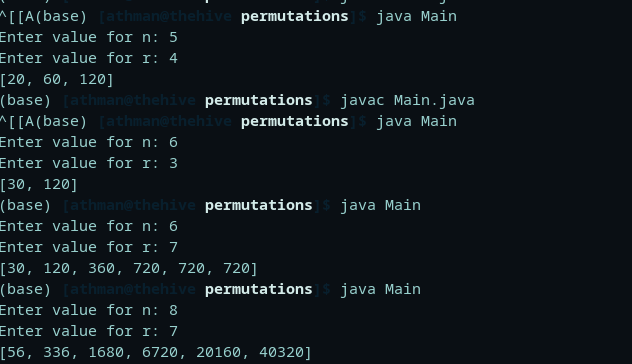 ^[[A(base) [athman@thehive permutations]$ java Main
Enter value for n: 5
Enter value for r: 4
[20, 60, 120]
(base) [athman@thehive permutations]$ javac Main.java
^[[A(base) [athman@thehive permutations]$ java Main
Enter value for n: 6
Enter value for r: 3
[30, 120]
(base) [athman@thehive permutations]$ java Main
Enter value for n: 6
Enter value for r: 7
[30, 120, 360, 720, 720, 720]
(base) [athman@thehive permutations]$ java Main
Enter value for n: 8
Enter value for r: 7
[56, 336, 1680, 6720, 20160, 40320]